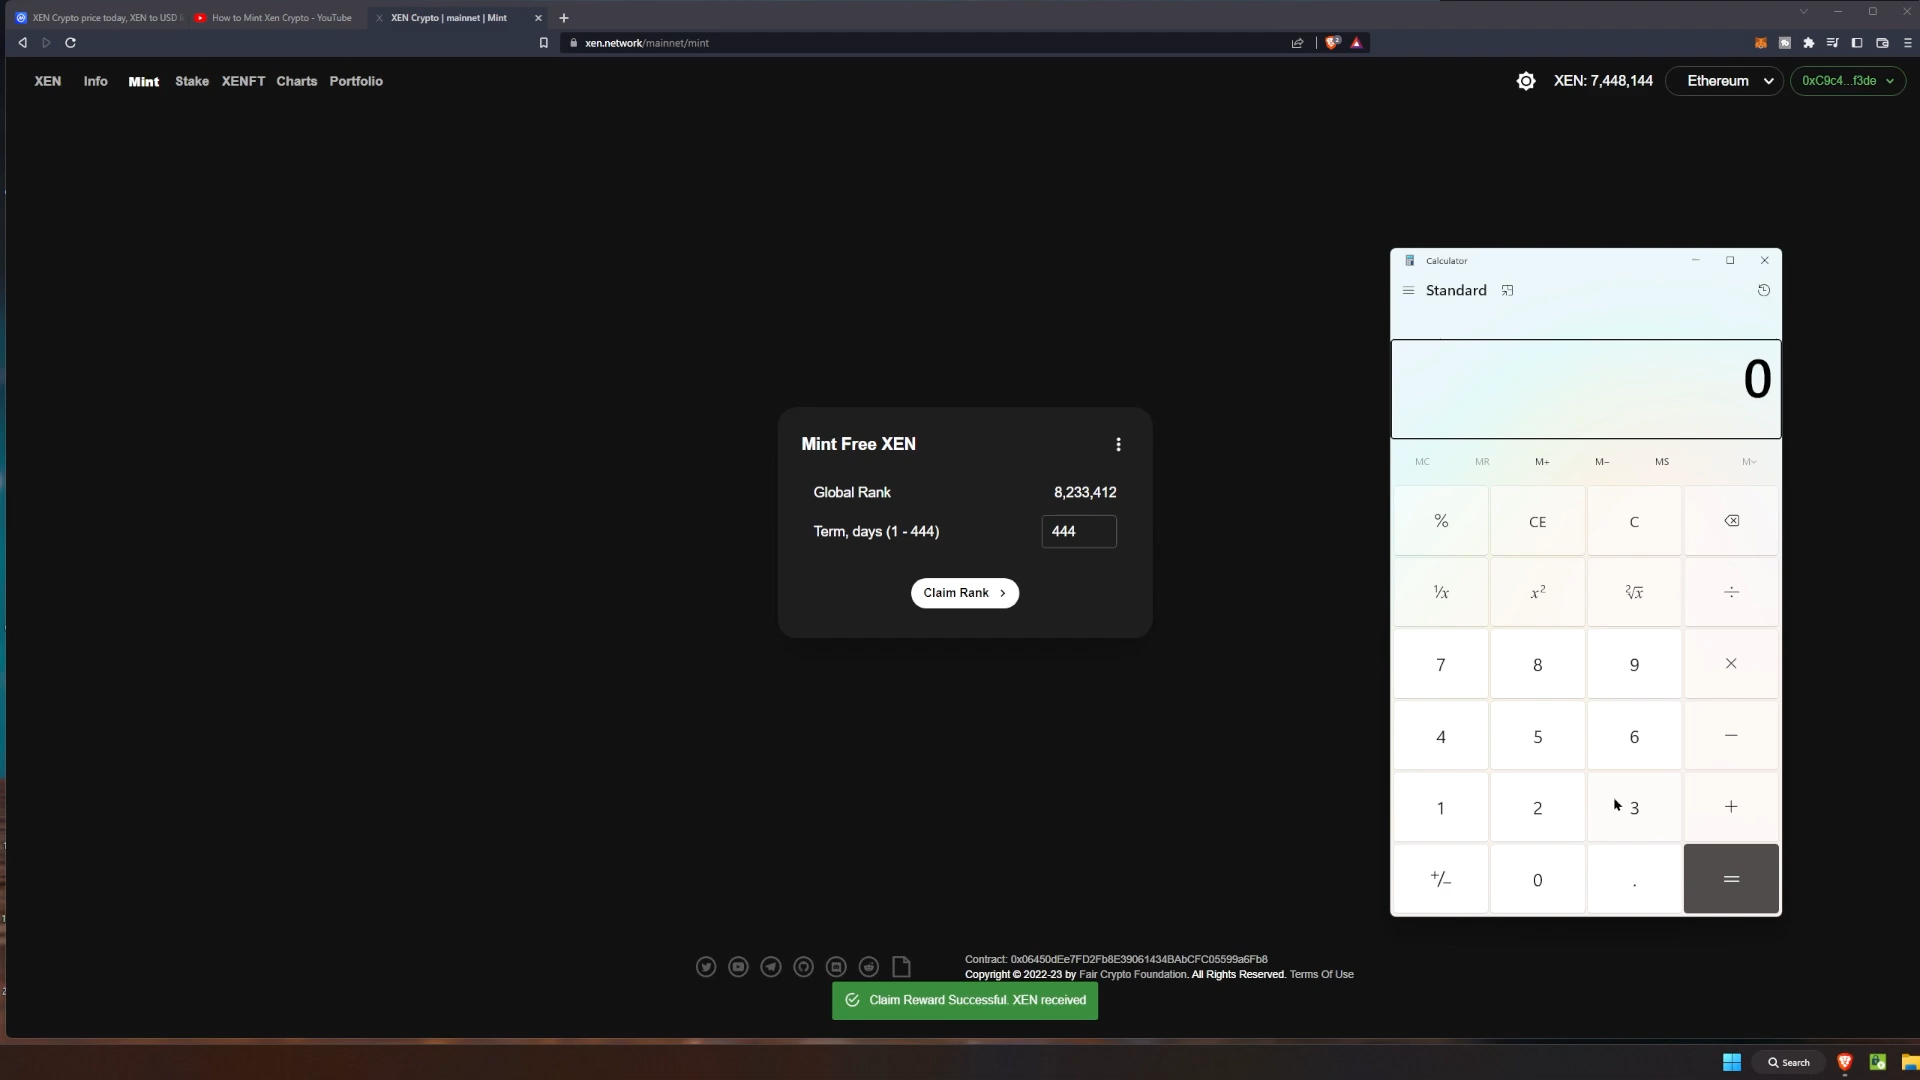 XEN Crypto price today, XEN to USD l
How to Mint Xen Crypto - YouTube
XEN Crypto | mainnet | Mint
xen.network/mainnet/mint
2
XEN Info Mint Stake XENFT Charts Portfolio
XEN: 7,448,144 Ethereum 0xC9c4...f3de
Calculator
Standard
0
MC MR M+ M− MS M˅
% CE C
¹/x x² ²√x ÷
7 8 9 ×
4 5 6 −
1 2 3 +
+/− 0 . =
Mint Free XEN
Global Rank 8,233,412
Term, days (1 - 444) 444
Claim Rank
Contract: 0x06450dEe7FD2Fb8E39061434BAbCFC05599a6Fb8
Copyright © 2022-23 by Fair Crypto Foundation. All Rights Reserved. Terms Of Use
Claim Reward Successful. XEN received
Search